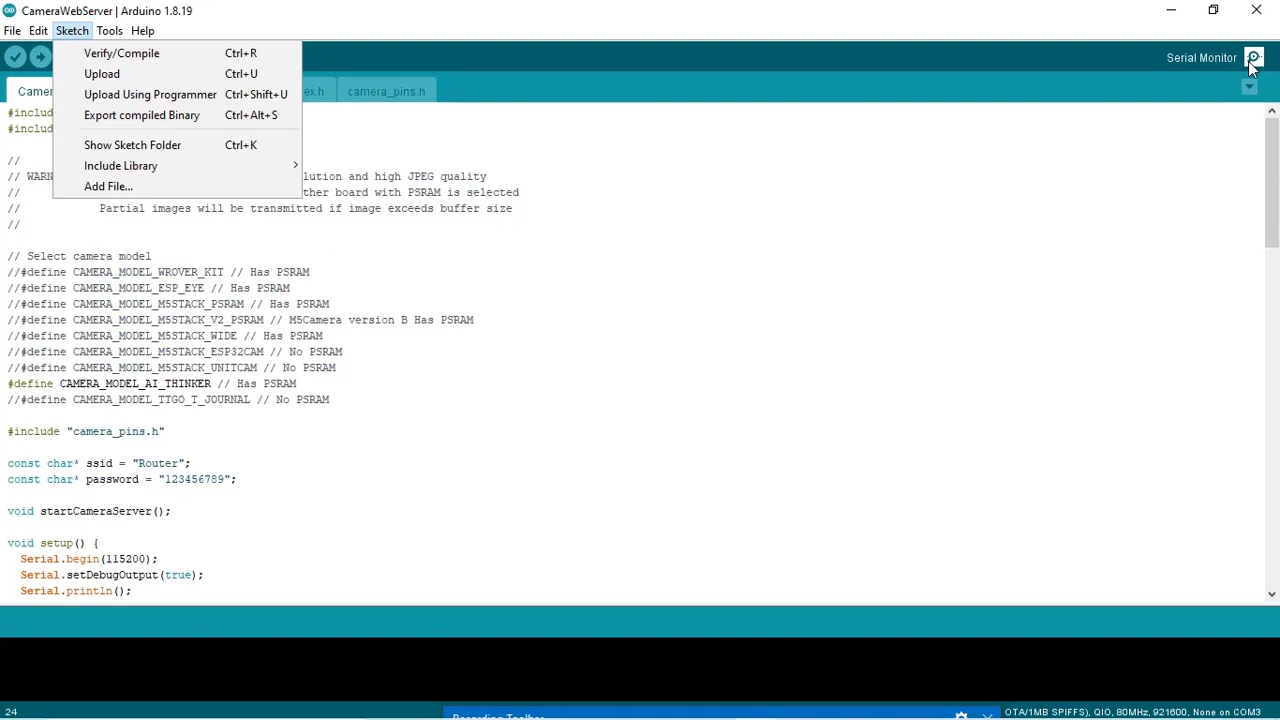 CameraWebServer | Arduino 1.8.19
File Edit Sketch Tools Help
Verify/Compile Ctrl+R
Upload Ctrl+U
Upload Using Programmer Ctrl+Shift+U
Export compiled Binary Ctrl+Alt+S
Show Sketch Folder Ctrl+K
Include Library
Add File...
Serial Monitor
camera_pins.h
#includ
#includ
//
// WARN lution and high JPEG quality
// ther board with PSRAM is selected
// Partial images will be transmitted if image exceeds buffer size
//
// Select camera model
//#define CAMERA_MODEL_WROVER_KIT // Has PSRAM
//#define CAMERA_MODEL_ESP_EYE // Has PSRAM
//#define CAMERA_MODEL_M5STACK_PSRAM // Has PSRAM
//#define CAMERA_MODEL_M5STACK_V2_PSRAM // M5Camera version B Has PSRAM
//#define CAMERA_MODEL_M5STACK_WIDE // Has PSRAM
//#define CAMERA_MODEL_M5STACK_ESP32CAM // No PSRAM
//#define CAMERA_MODEL_M5STACK_UNITCAM // No PSRAM
#define CAMERA_MODEL_AI_THINKER // Has PSRAM
//#define CAMERA_MODEL_TTGO_T_JOURNAL // No PSRAM
#include "camera_pins.h"
const char* ssid = "Router";
const char* password = "123456789";
void startCameraServer();
void setup() {
Serial.begin(115200);
Serial.setDebugOutput(true);
Serial.println();
24
OTA/1MB SPIFFS), QIO, 80MHz, 921600, None on COM3